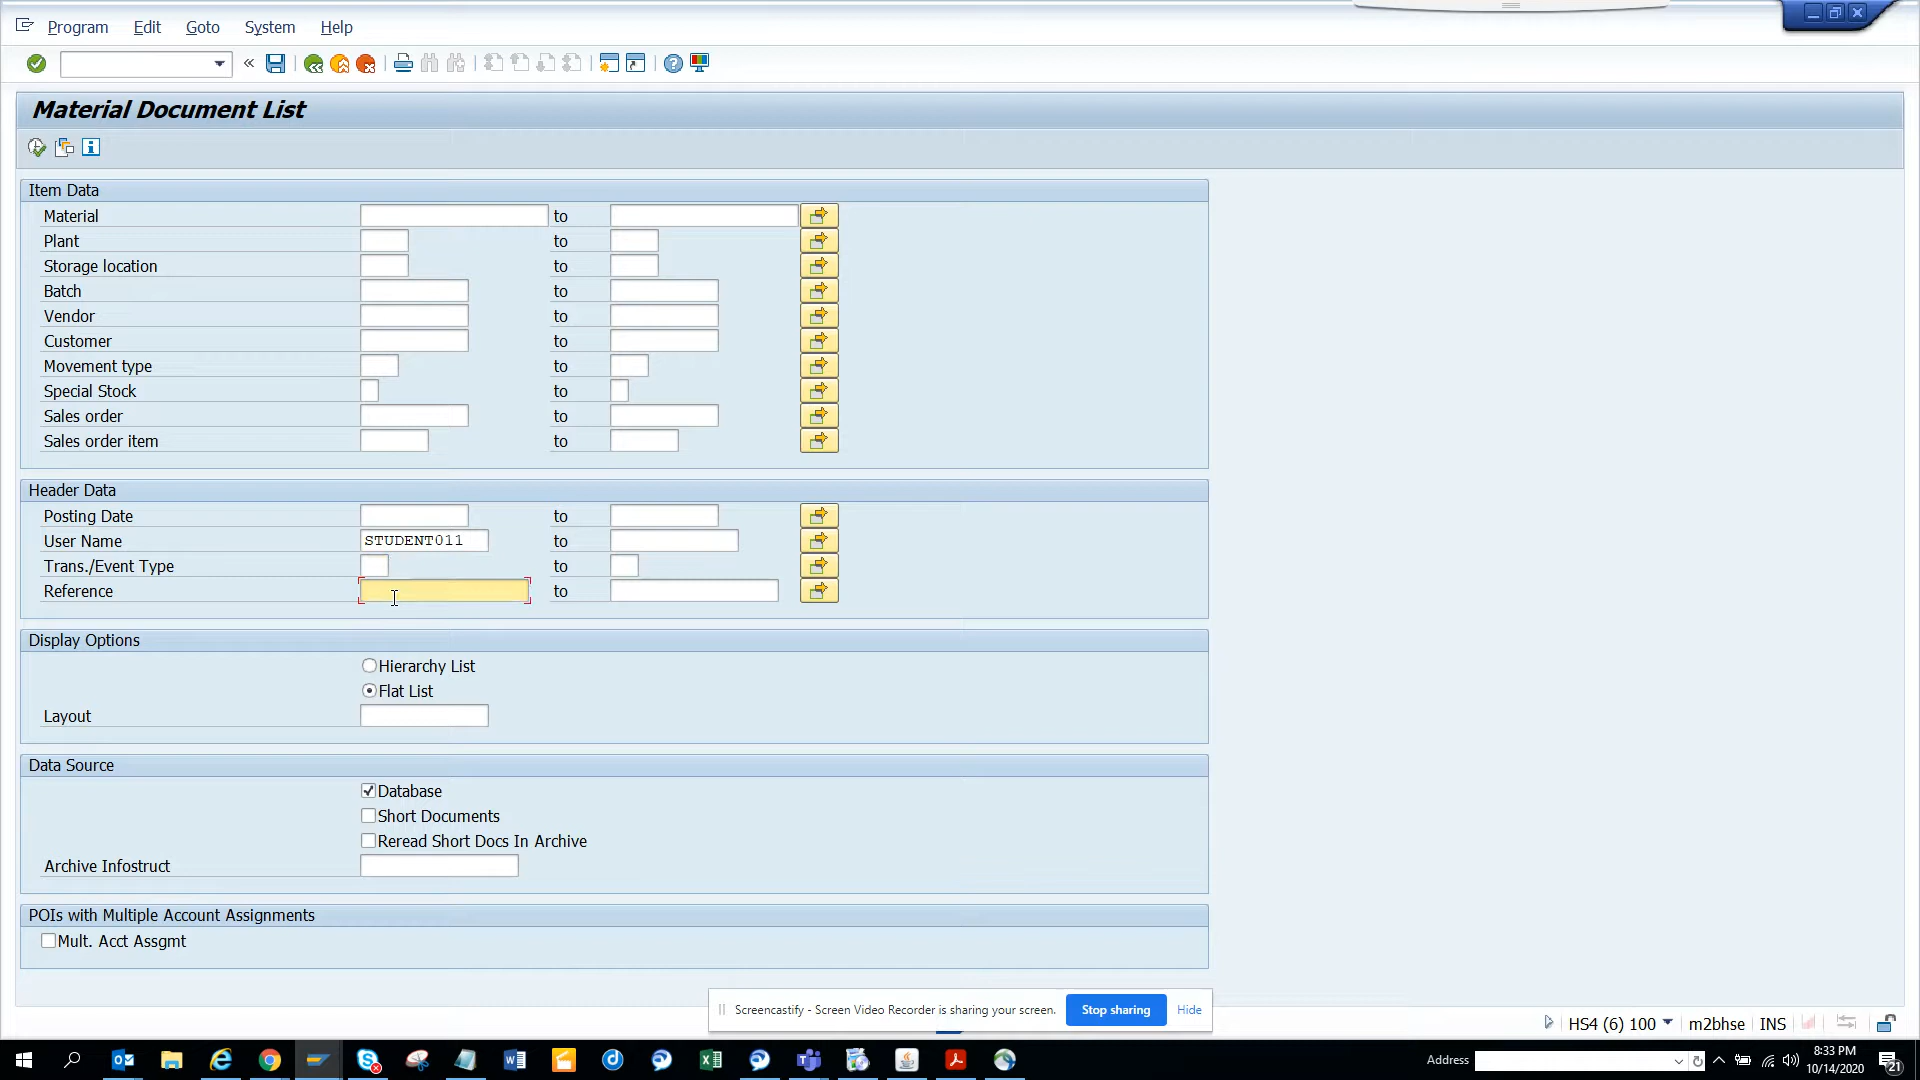 Program Edit Goto System Help
Material Document List
Item Data
Material to
Plant to
Storage location to
Batch to
Vendor to
Customer to
Movement type to
Special Stock to
Sales order to
Sales order item to
Header Data
Posting Date to
User Name STUDENT011 to
Trans./Event Type to
Reference to
Display Options
Hierarchy List
Flat List
Layout
Data Source
Database
Short Documents
Reread Short Docs In Archive
Archive Infostruct
POIs with Multiple Account Assignments
Mult. Acct Assgmt
Screencastify - Screen Video Recorder is sharing your screen. Stop sharing Hide
HS4 (6) 100 m2bhse INS
Address
8:33 PM
10/14/2020
21